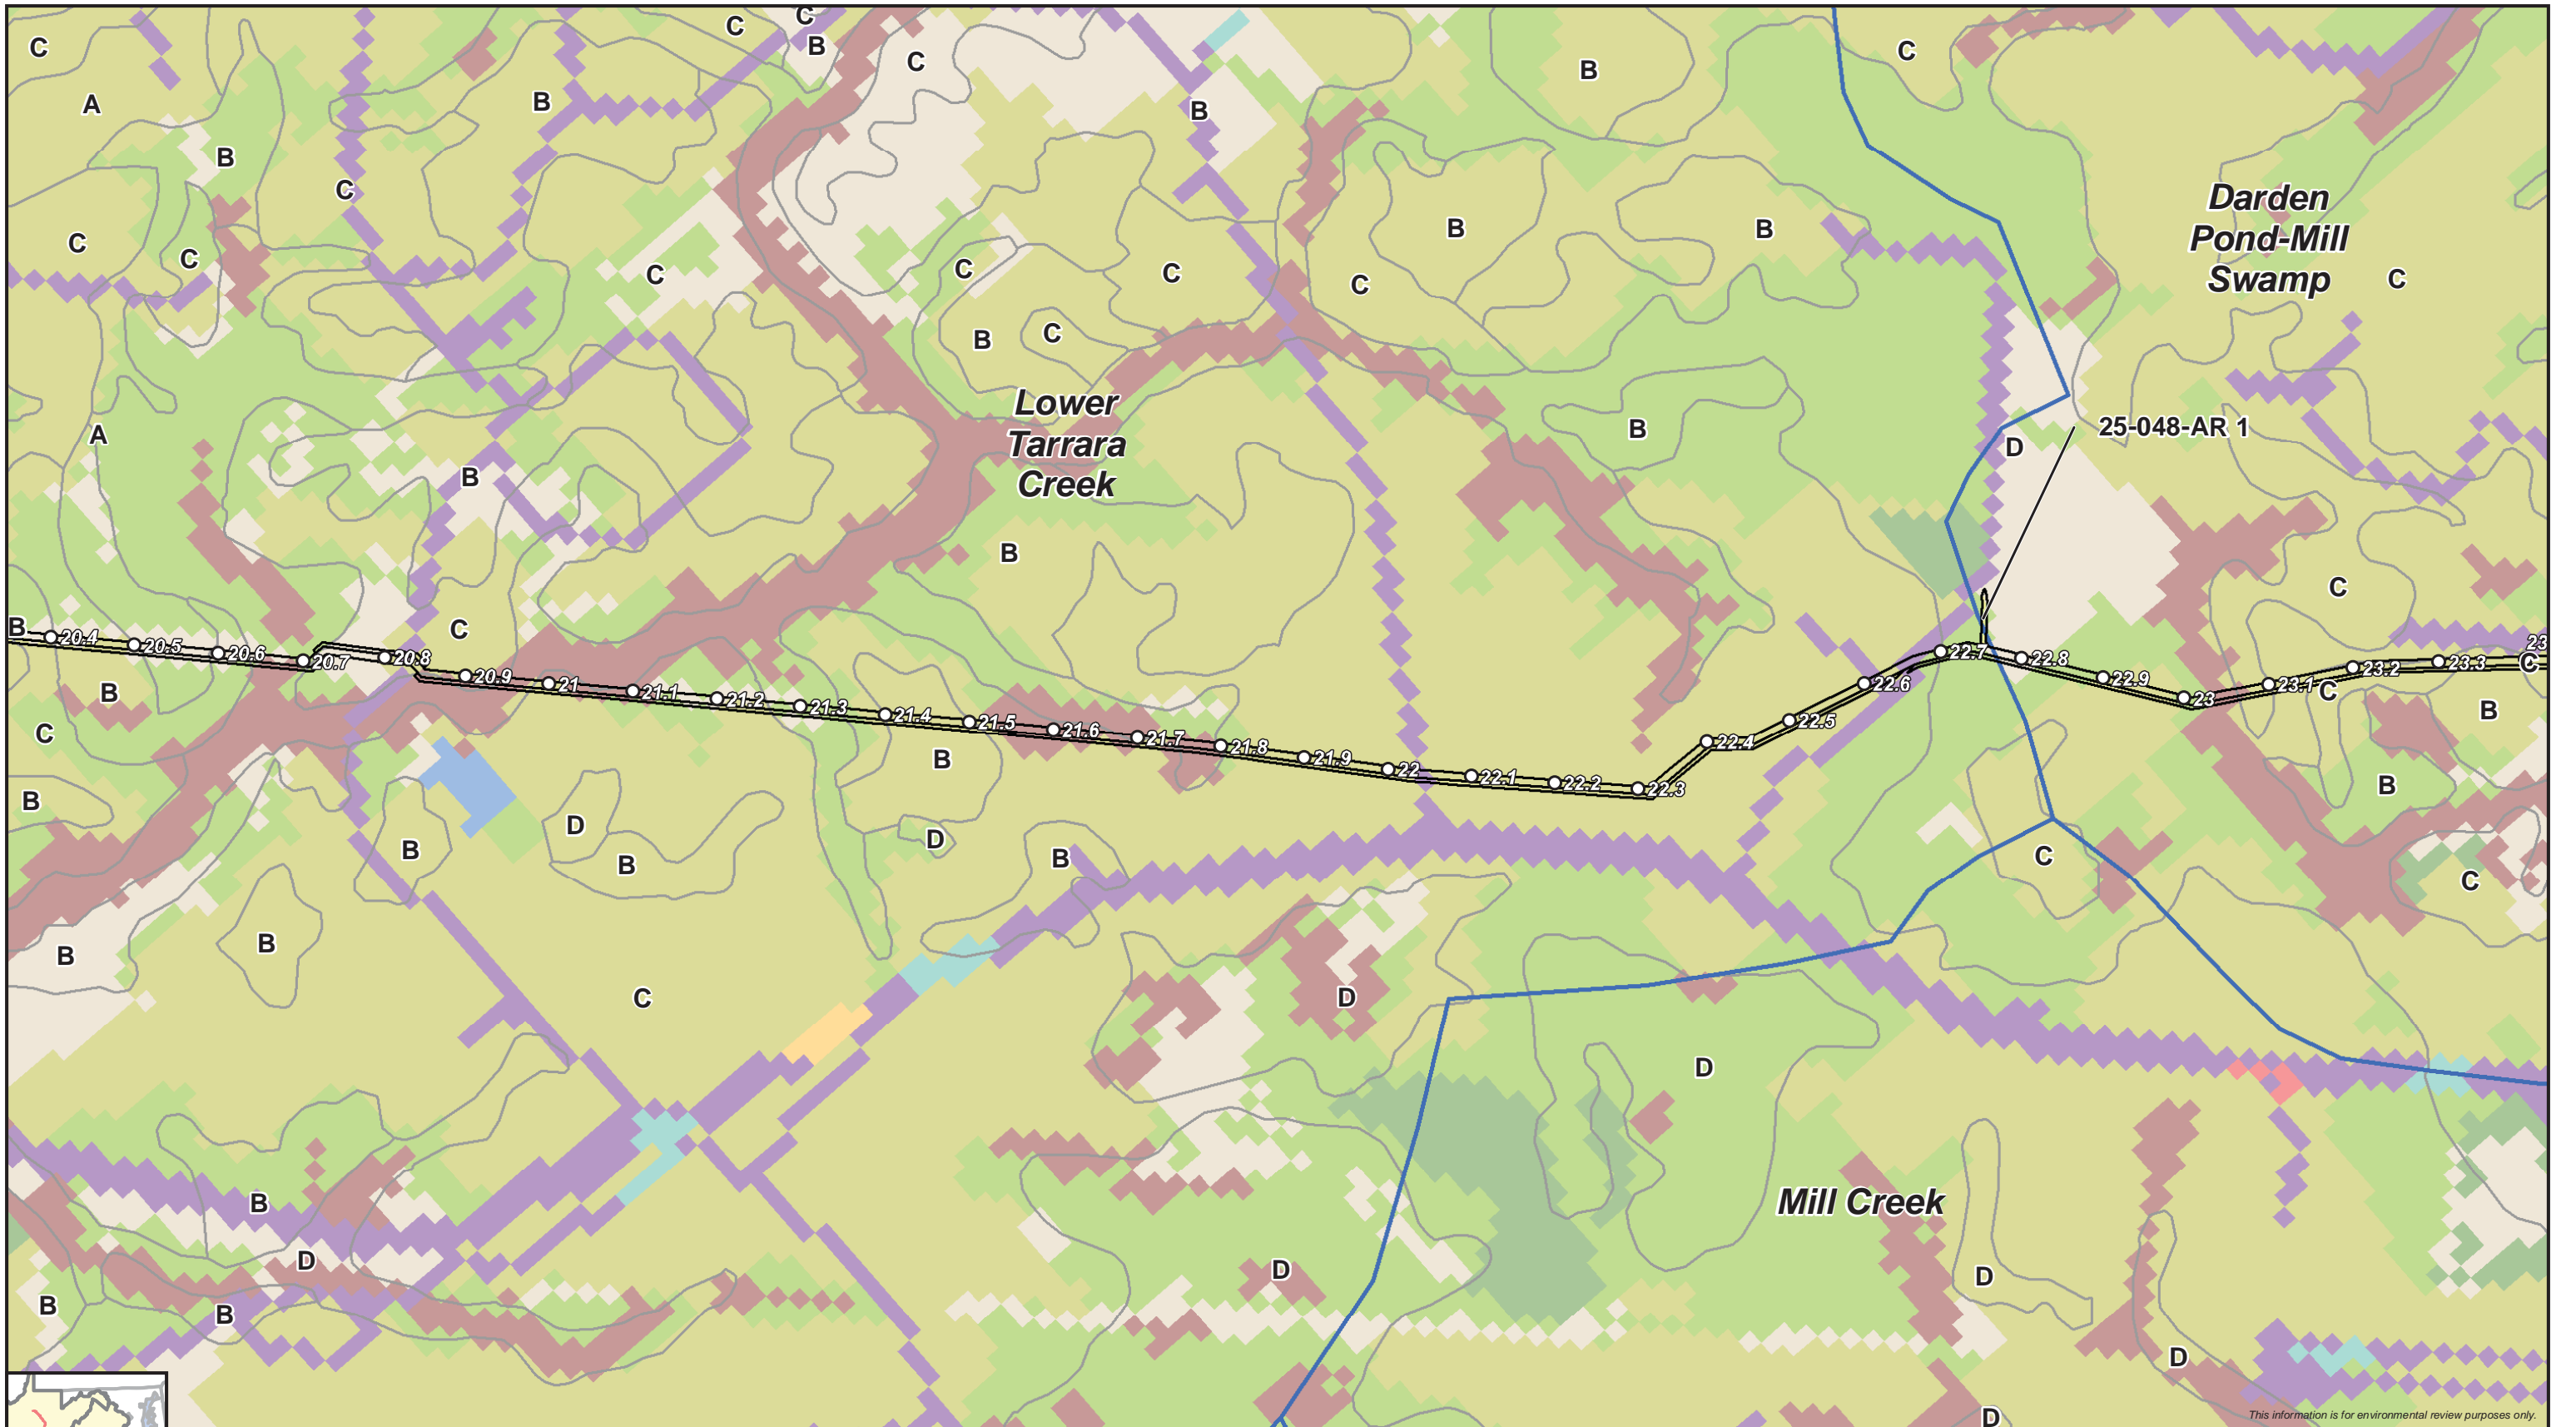 C
C
C
B
C
B
C
B
A
B
B
B
C
Darden
Pond-Mill
Swamp
B
B
C
C
C
C
C
C
C
C
B
C
Lower
Tarrara
Creek
B
A
25-048-AR 1
D
B
B
C
B
C
20.4
20.5
20.6
20.7
20.8
20.9
21
21.1
21.2
21.3
21.4
21.5
21.6
21.7
21.8
21.9
22
22.1
22.2
22.3
22.4
22.5
22.6
22.7
22.8
22.9
23
23.1
23.2
23.3
23
C
C
B
B
C
B
B
B
D
D
B
B
B
C
C
B
B
D
C
D
Mill Creek
B
D
D
D
B
B
D
D
This information is for environmental review purposes only.